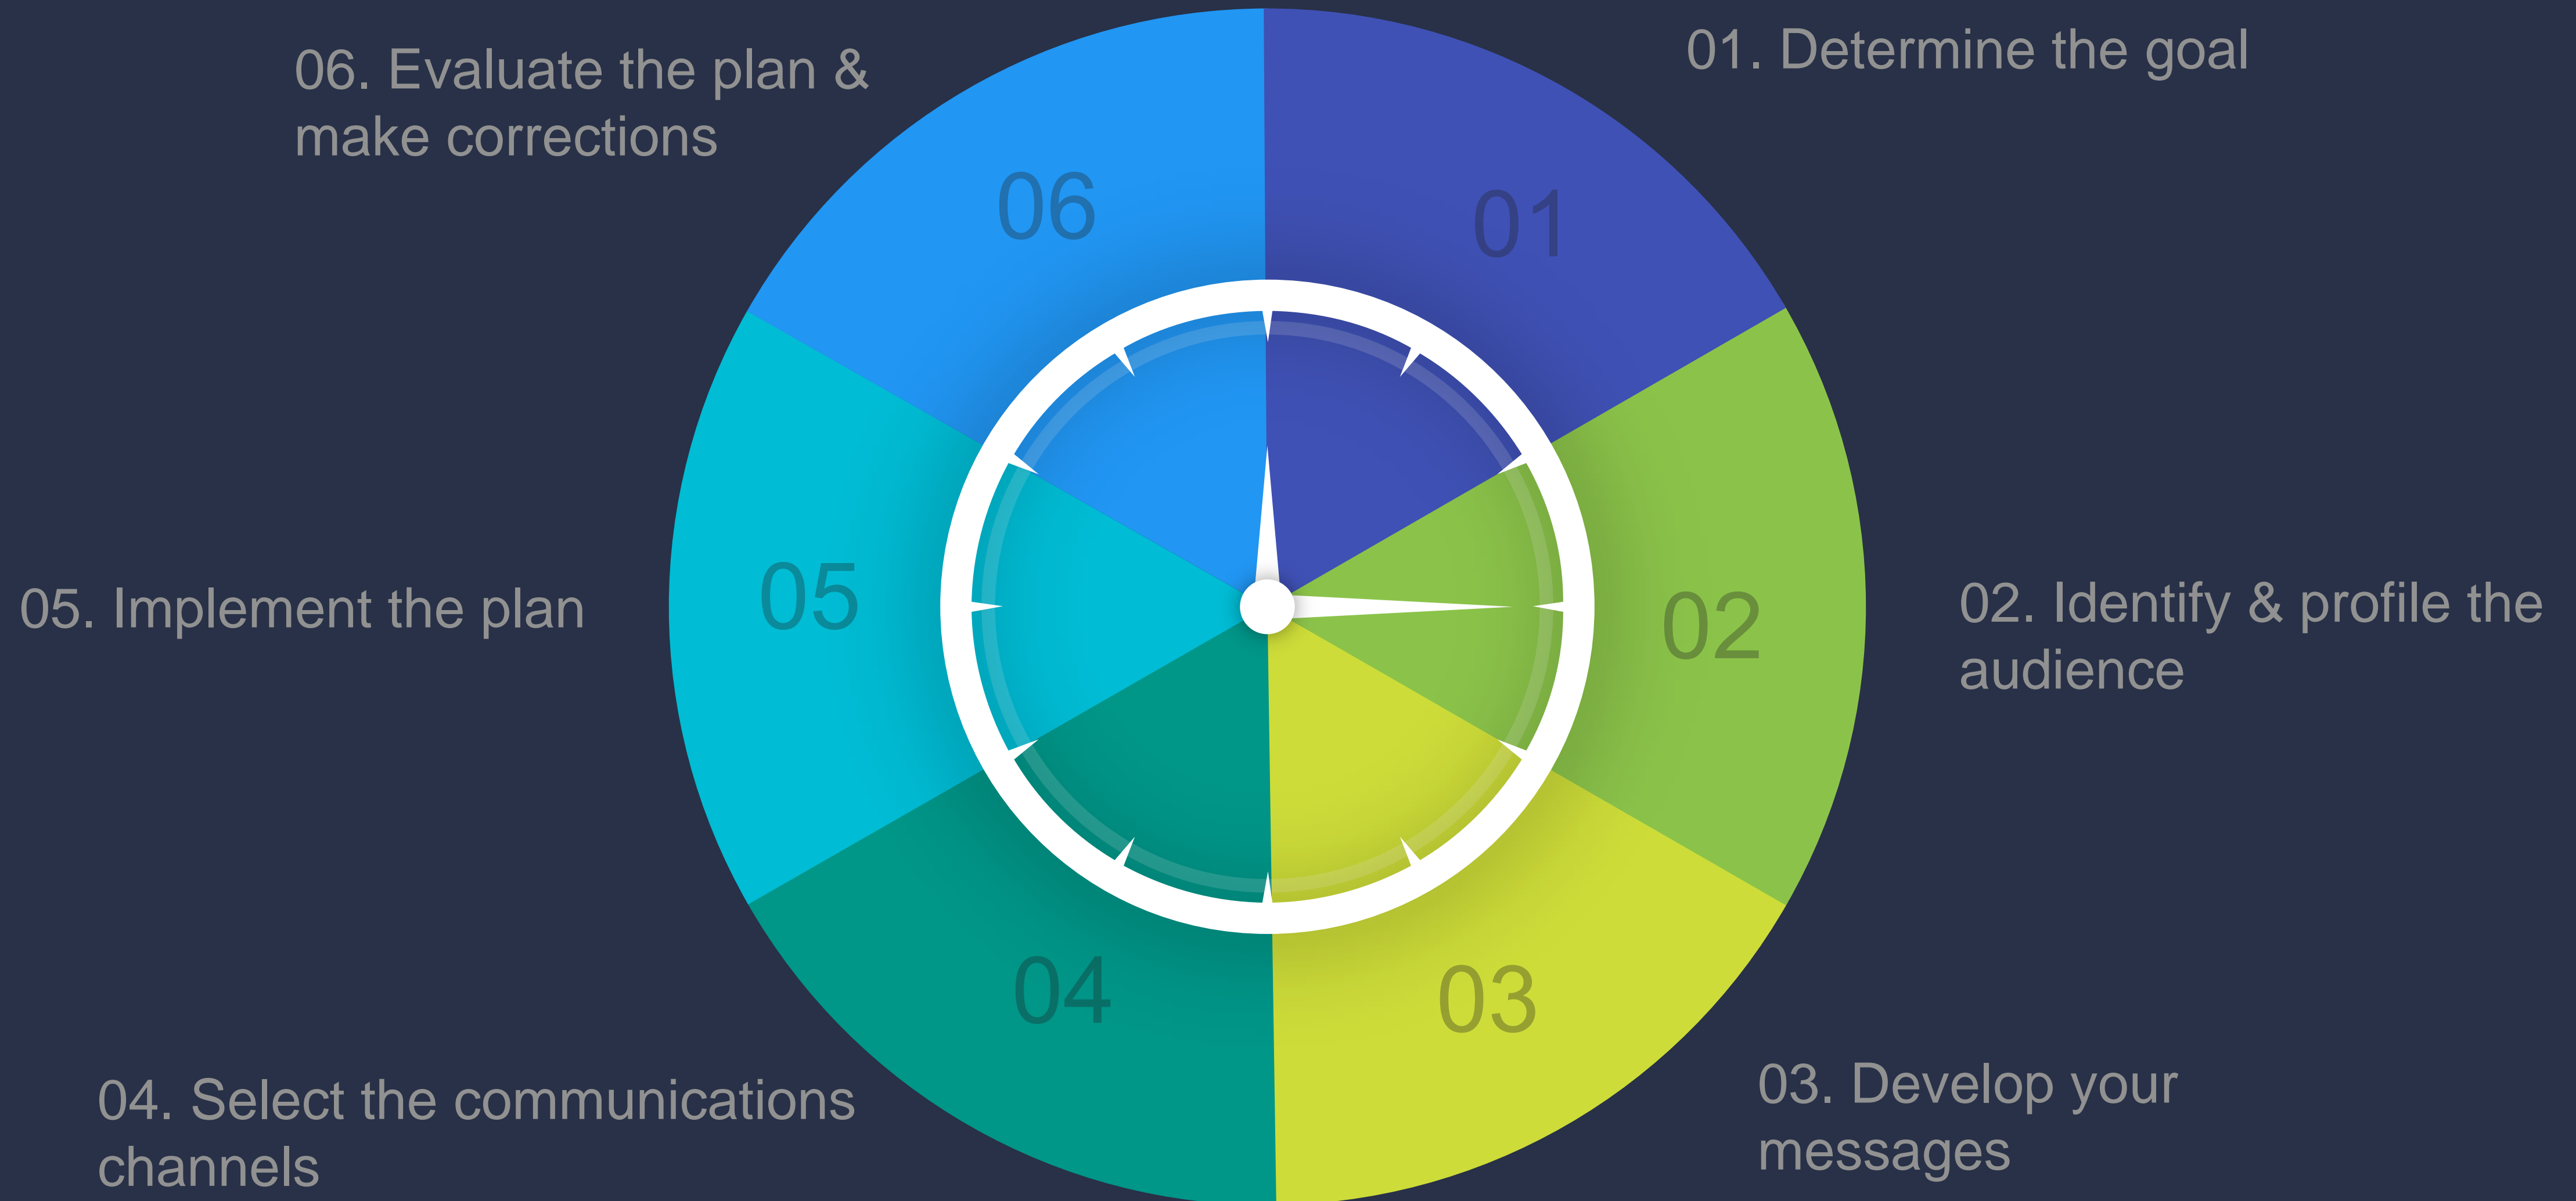 01. Determine the goal
02. Identify & profile the
audience
03. Develop your
messages
04. Select the communications
channels
05. Implement the plan
06. Evaluate the plan &
make corrections
01
02
03
04
05
06